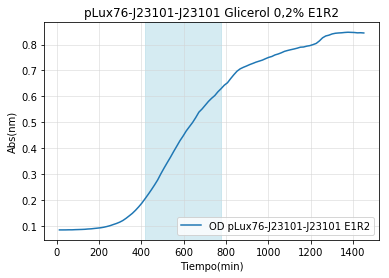 pLux76-J23101-J23101 Glicerol 0,2% E1R2
Abs(nm)
0.8
0.7
0.6
0.5
0.4
0.3
0.2
0.1
OD pLux76-J23101-J23101 E1R2
0 200 400 600 800 1000 1200 1400
Tiempo(min)